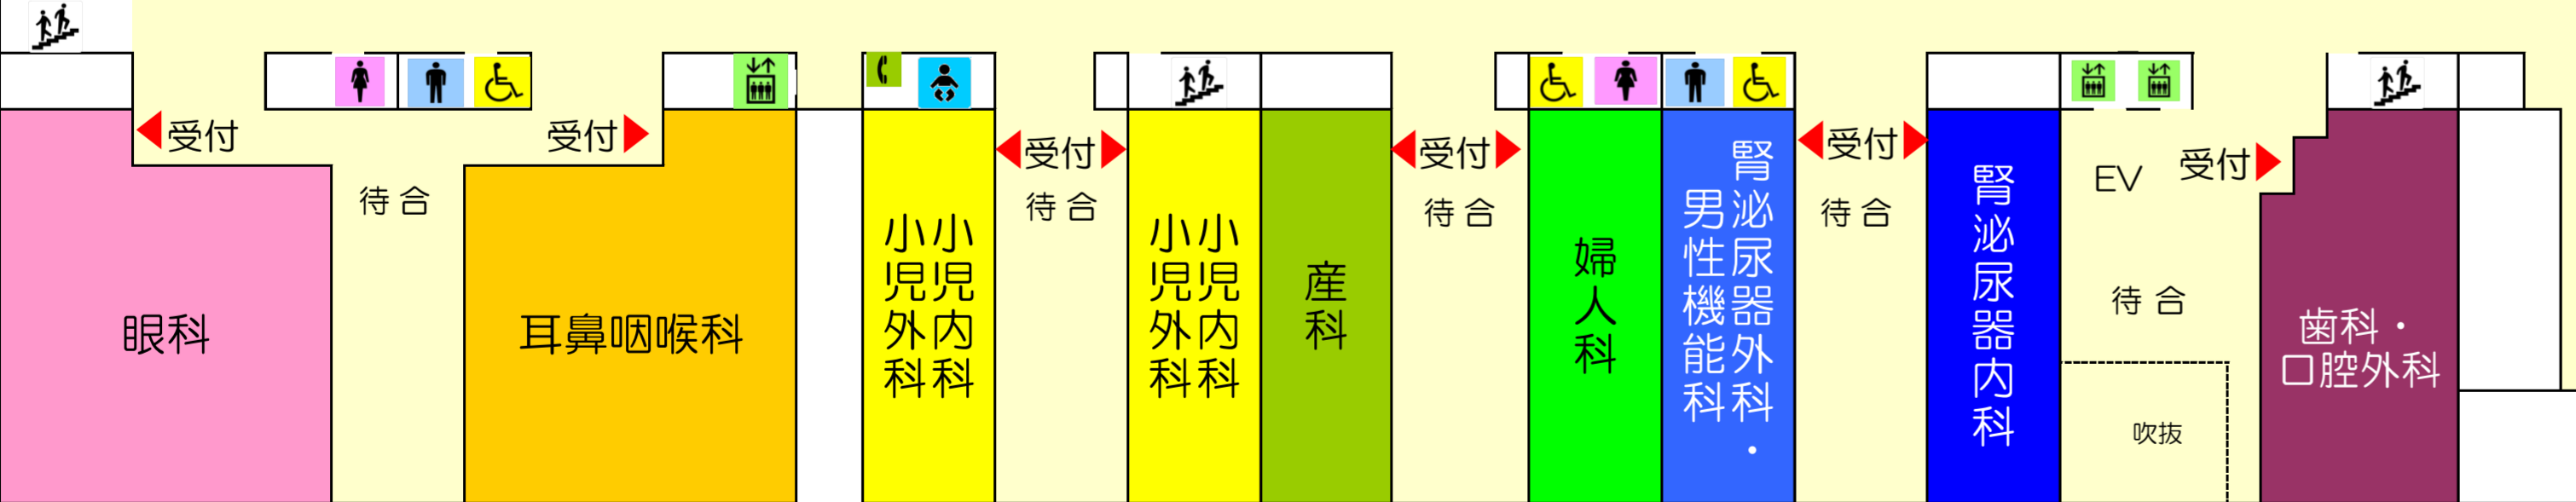 受付
眼科
待合
受付
耳鼻咽喉科
小児内科
小児外科
受付
待合
小児内科
小児外科
産科
受付
待合
婦人科
腎泌尿器外科・
男性機能科
受付
待合
腎泌尿器内科
EV
待合
吹抜
受付
歯科・
口腔外科